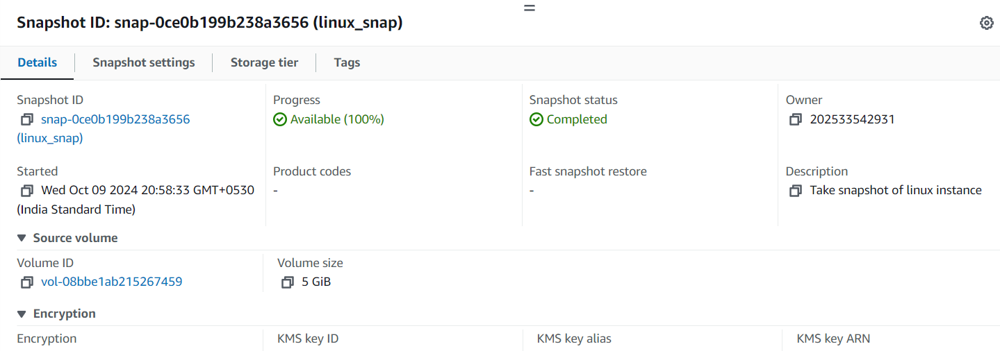 Snapshot ID: snap-0ce0b199b238a3656 (linux_snap)
Details
Snapshot settings
Storage tier
Tags
Snapshot ID
snap-0ce0b199b238a3656
(linux_snap)
Progress
Available (100%)
Snapshot status
Completed
Owner
202533542931
Started
Wed Oct 09 2024 20:58:33 GMT+0530
(India Standard Time)
Product codes
-
Fast snapshot restore
-
Description
Take snapshot of linux instance
Source volume
Volume ID
vol-08bbe1ab215267459
Volume size
5 GiB
Encryption
Encryption
KMS key ID
KMS key alias
KMS key ARN